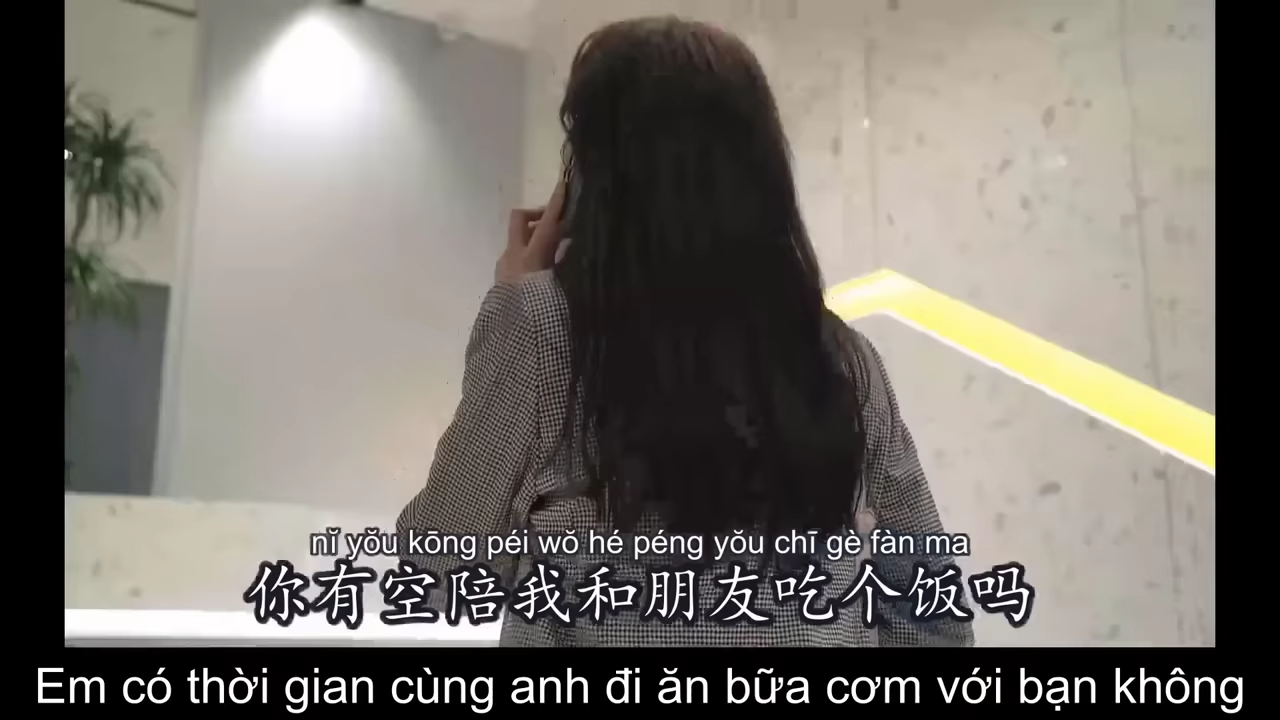 nǐ yǒu kōng péi wǒ hé péng yǒu chī gè fàn ma
你有空陪我和朋友吃个饭吗
Em có thời gian cùng anh đi ăn bữa cơm với bạn không